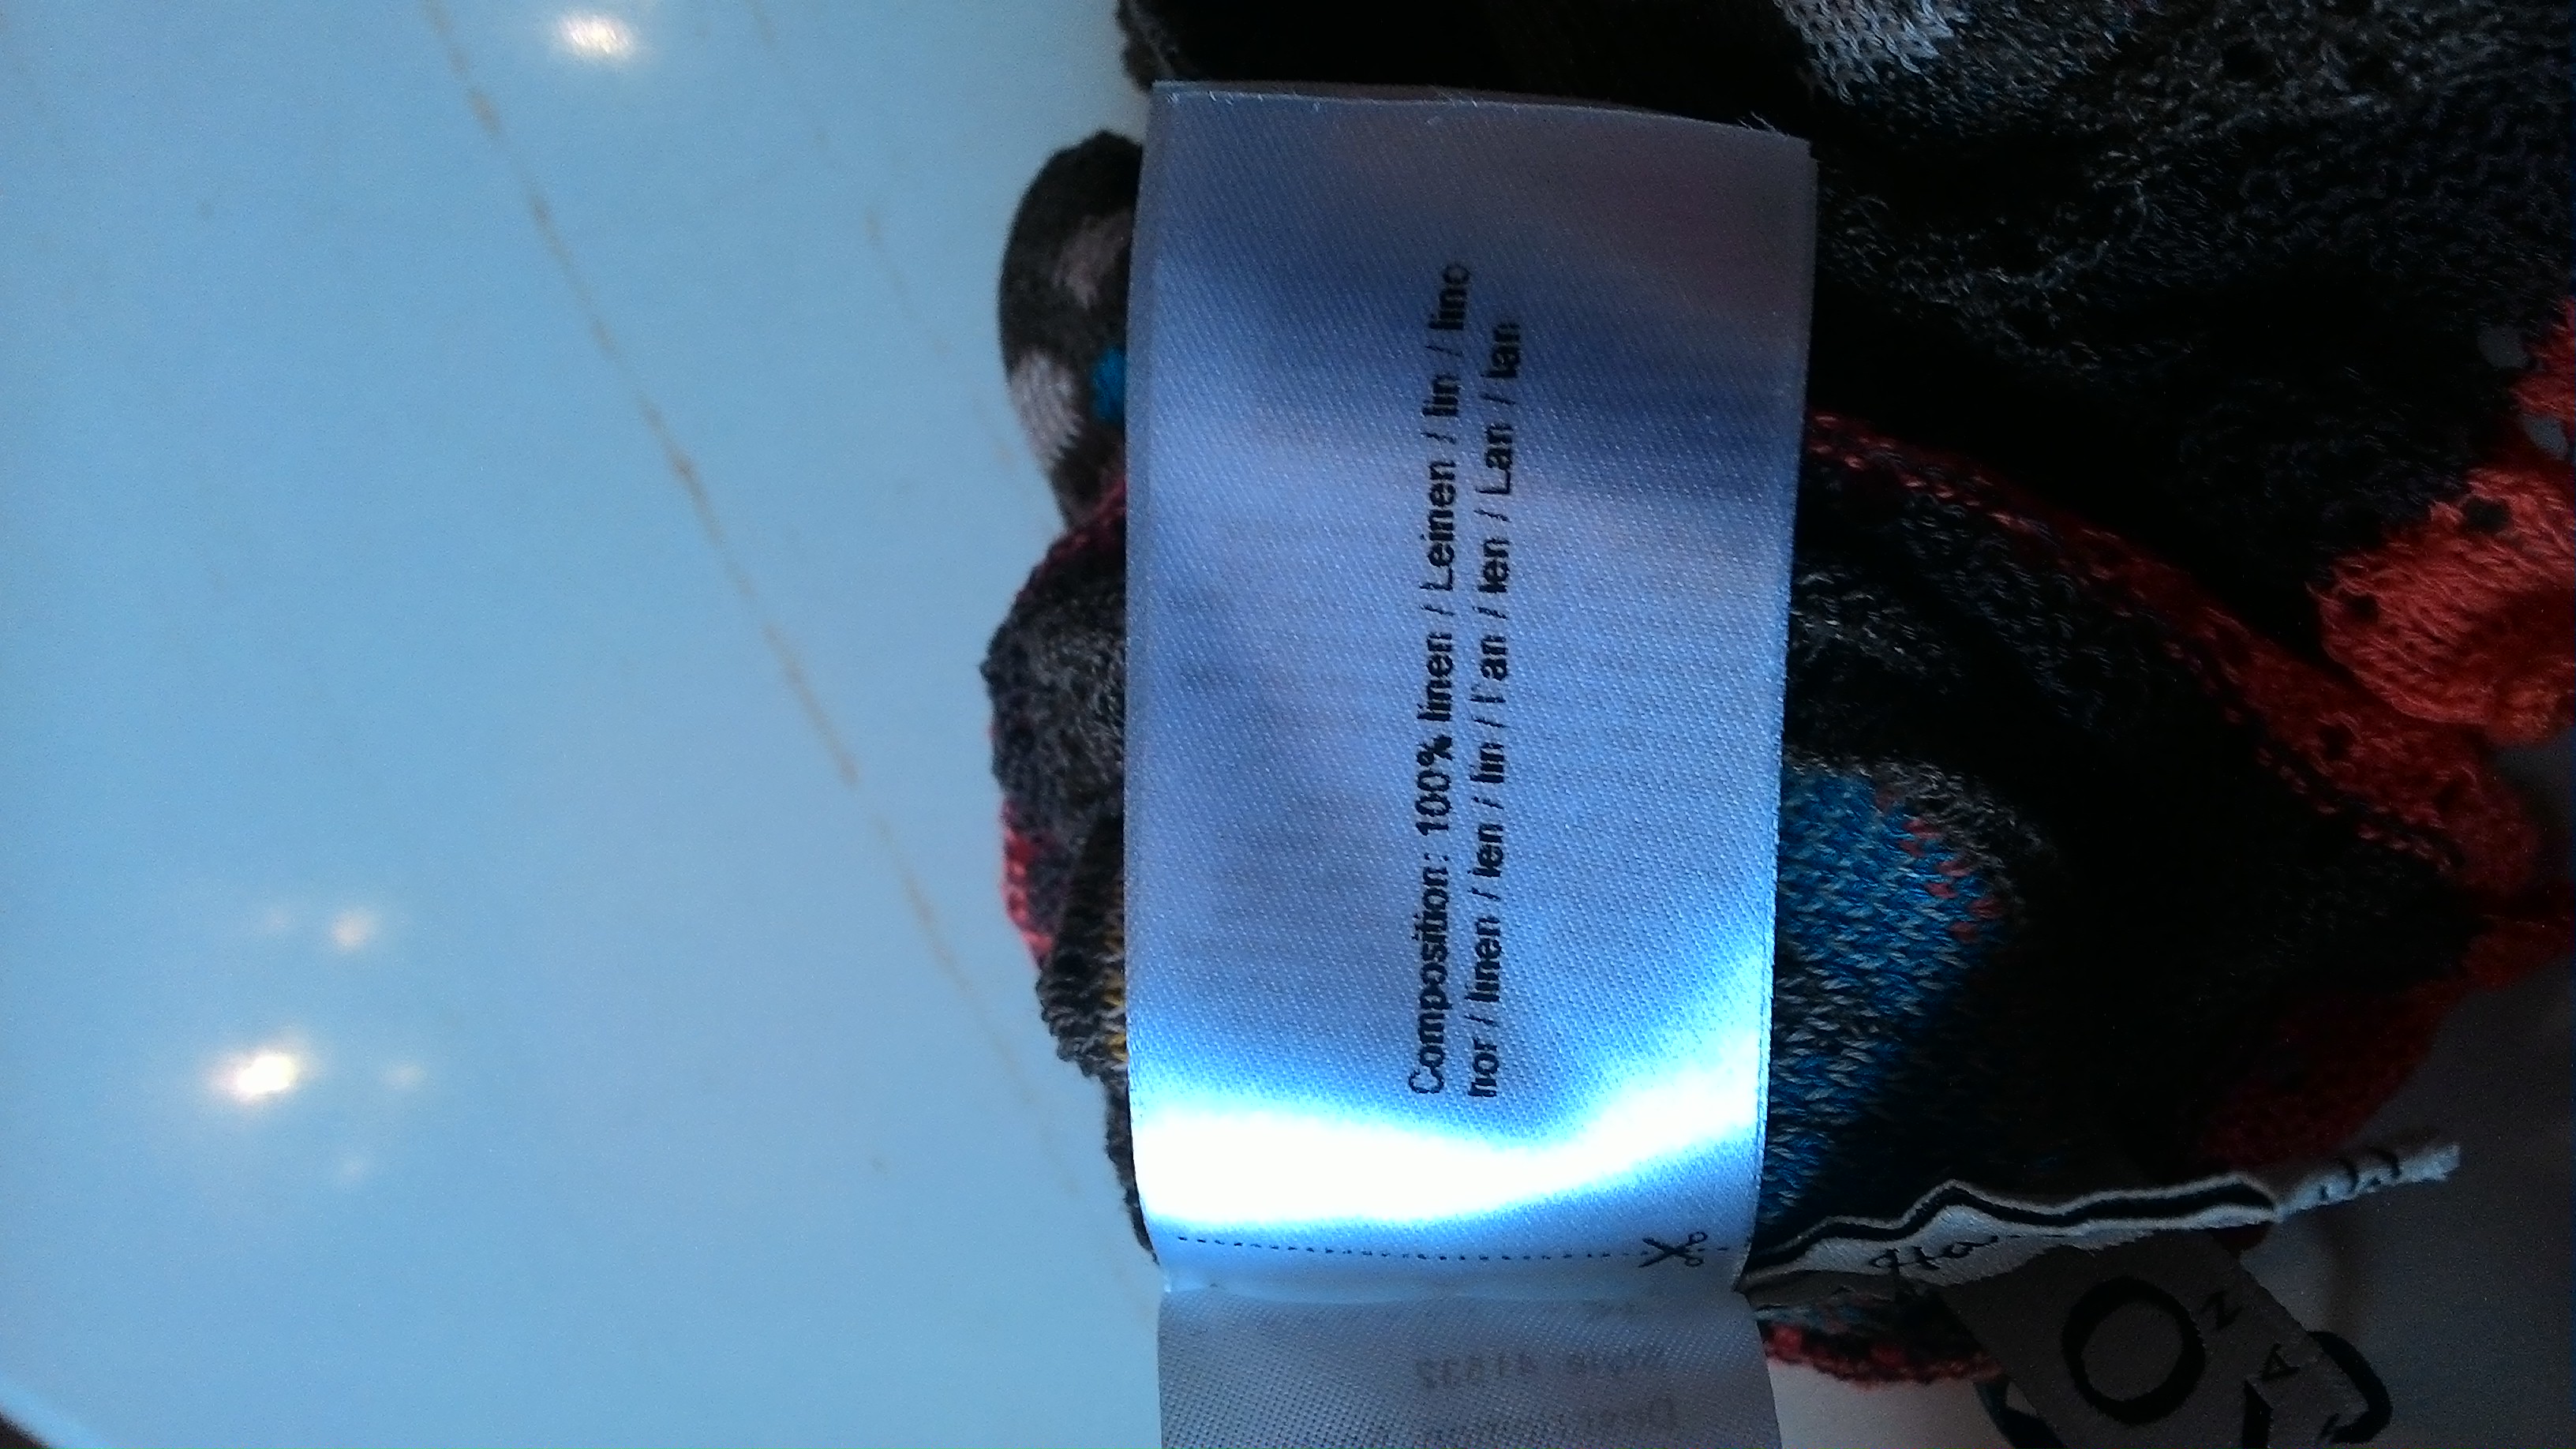 Composition: 100% linen / Leinen / lin / lino
hor / linen / len / lin / l'an / len / Lan / lan